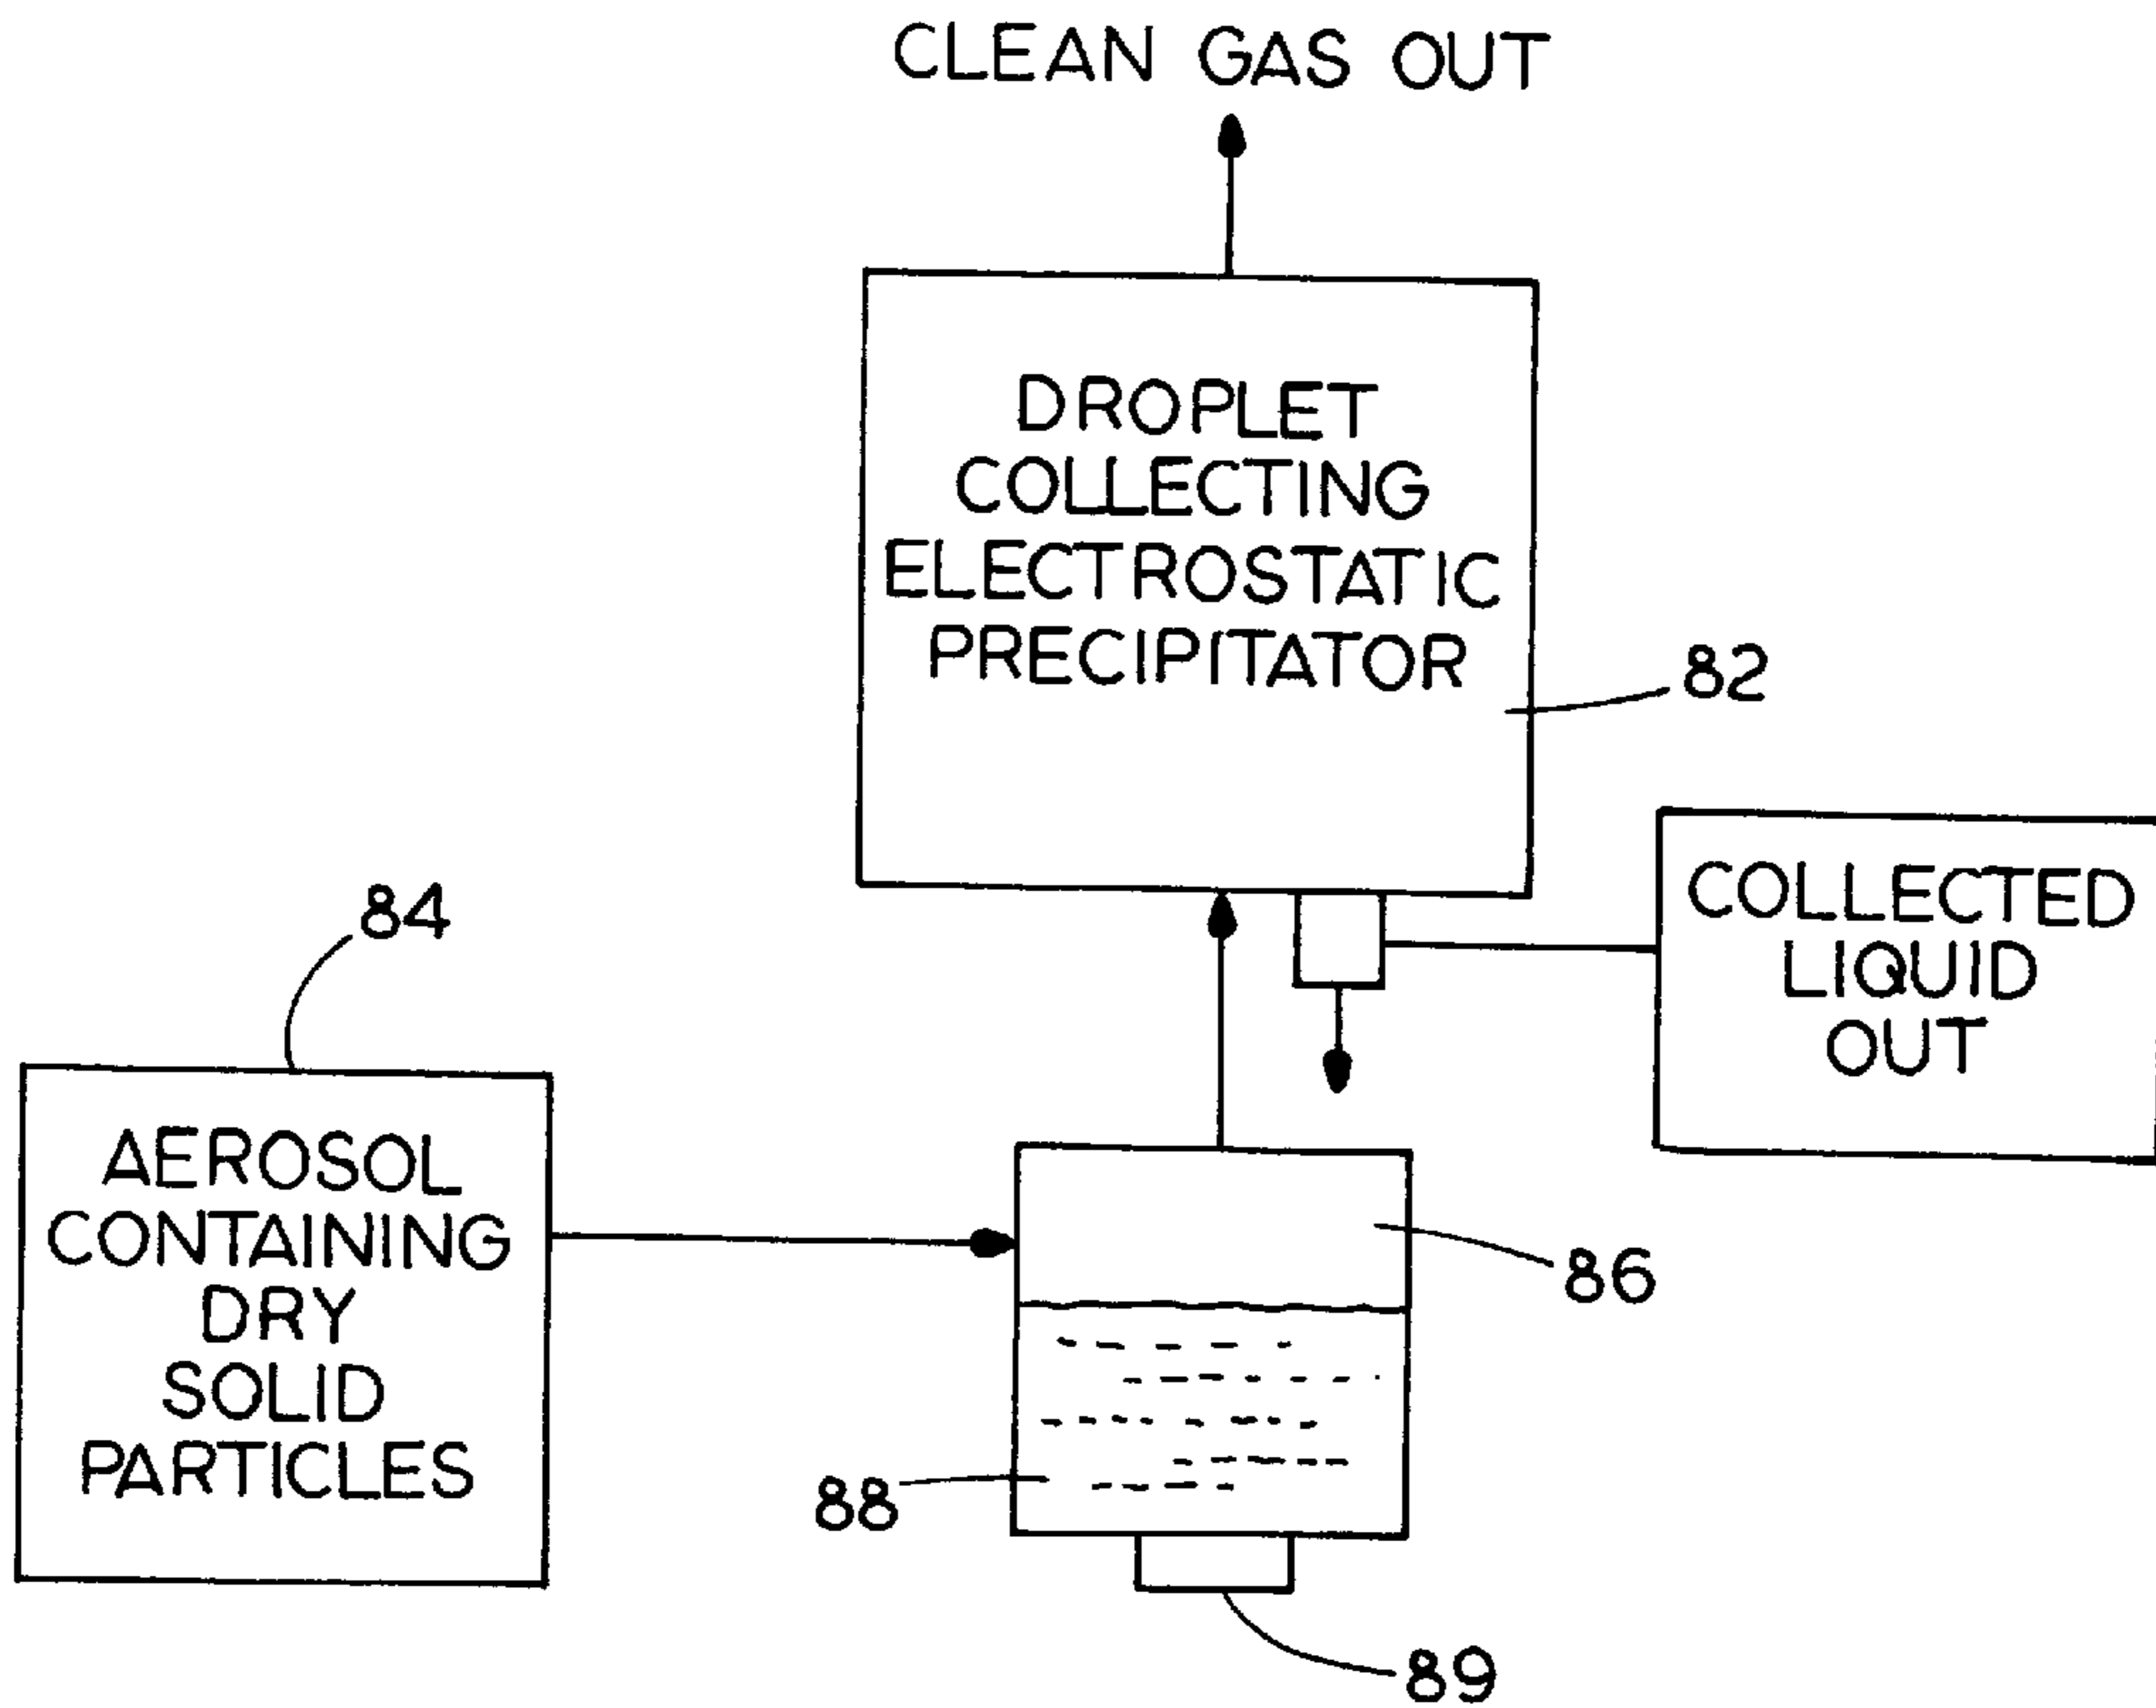 CLEAN GAS OUT
DROPLET
COLLECTING
ELECTROSTATIC
PRECIPITATOR
82
COLLECTED
LIQUID
OUT
84
AEROSOL
CONTAINING
DRY
SOLID
PARTICLES
86
88
89